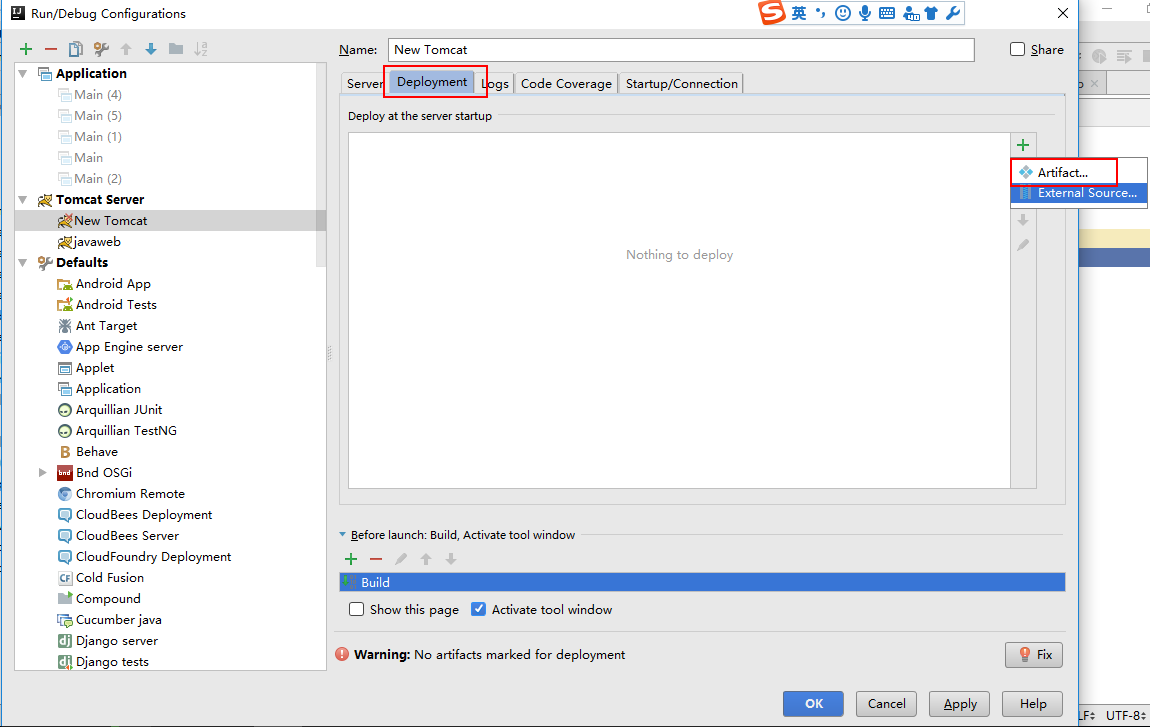 Run/Debug Configurations
英
Name: New Tomcat
Share
Server
Deployment
Logs
Code Coverage
Startup/Connection
Deploy at the server startup
Nothing to deploy
Artifact...
External Source...
Application
Main (4)
Main (5)
Main (1)
Main
Main (2)
Tomcat Server
New Tomcat
javaweb
Defaults
Android App
Android Tests
Ant Target
App Engine server
Applet
Application
Arquillian JUnit
Arquillian TestNG
Behave
Bnd OSGi
Chromium Remote
CloudBees Deployment
CloudBees Server
CloudFoundry Deployment
Cold Fusion
Compound
Cucumber java
Django server
Django tests
Before launch: Build, Activate tool window
Build
Show this page
Activate tool window
Warning: No artifacts marked for deployment
Fix
OK
Cancel
Apply
Help
LF
UTF-8